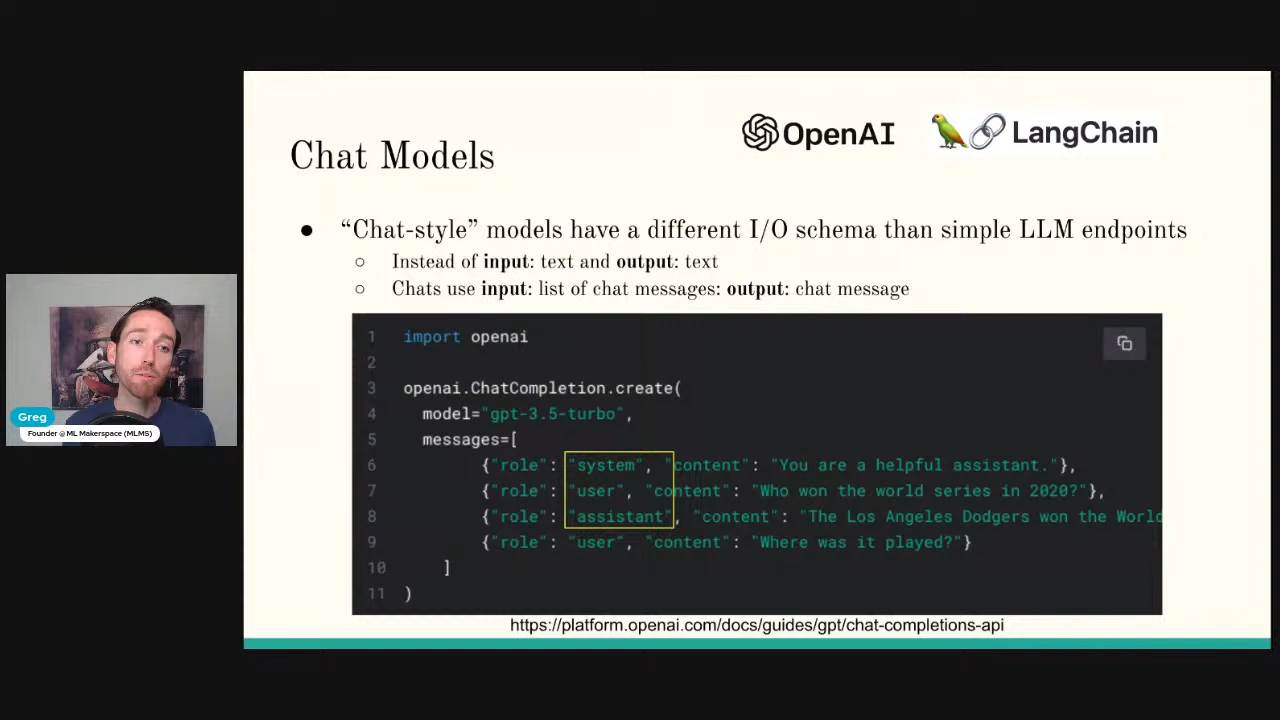 OpenAI
LangChain
Chat Models
● “Chat-style” models have a different I/O schema than simple LLM endpoints
○ Instead of input: text and output: text
○ Chats use input: list of chat messages: output: chat message
1 import openai
2
3 openai.ChatCompletion.create(
4 model="gpt-3.5-turbo",
5 messages=[
6 {"role": "system", "content": "You are a helpful assistant."},
7 {"role": "user", "content": "Who won the world series in 2020?"},
8 {"role": "assistant", "content": "The Los Angeles Dodgers won the World
9 {"role": "user", "content": "Where was it played?"}
10 ]
11 )
https://platform.openai.com/docs/guides/gpt/chat-completions-api
Greg
Founder @ ML Makerspace (MLMS)